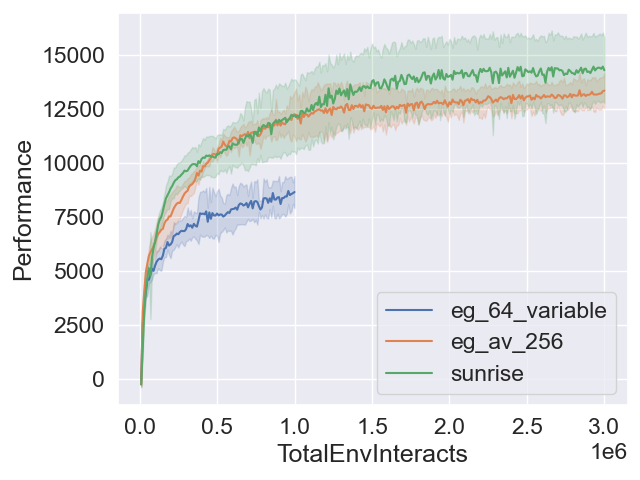 15000
12500
10000
7500
5000
2500
0
Performance
eg_64_variable
eg_av_256
sunrise
0.0 0.5 1.0 1.5 2.0 2.5 3.0
1e6
TotalEnvInteracts